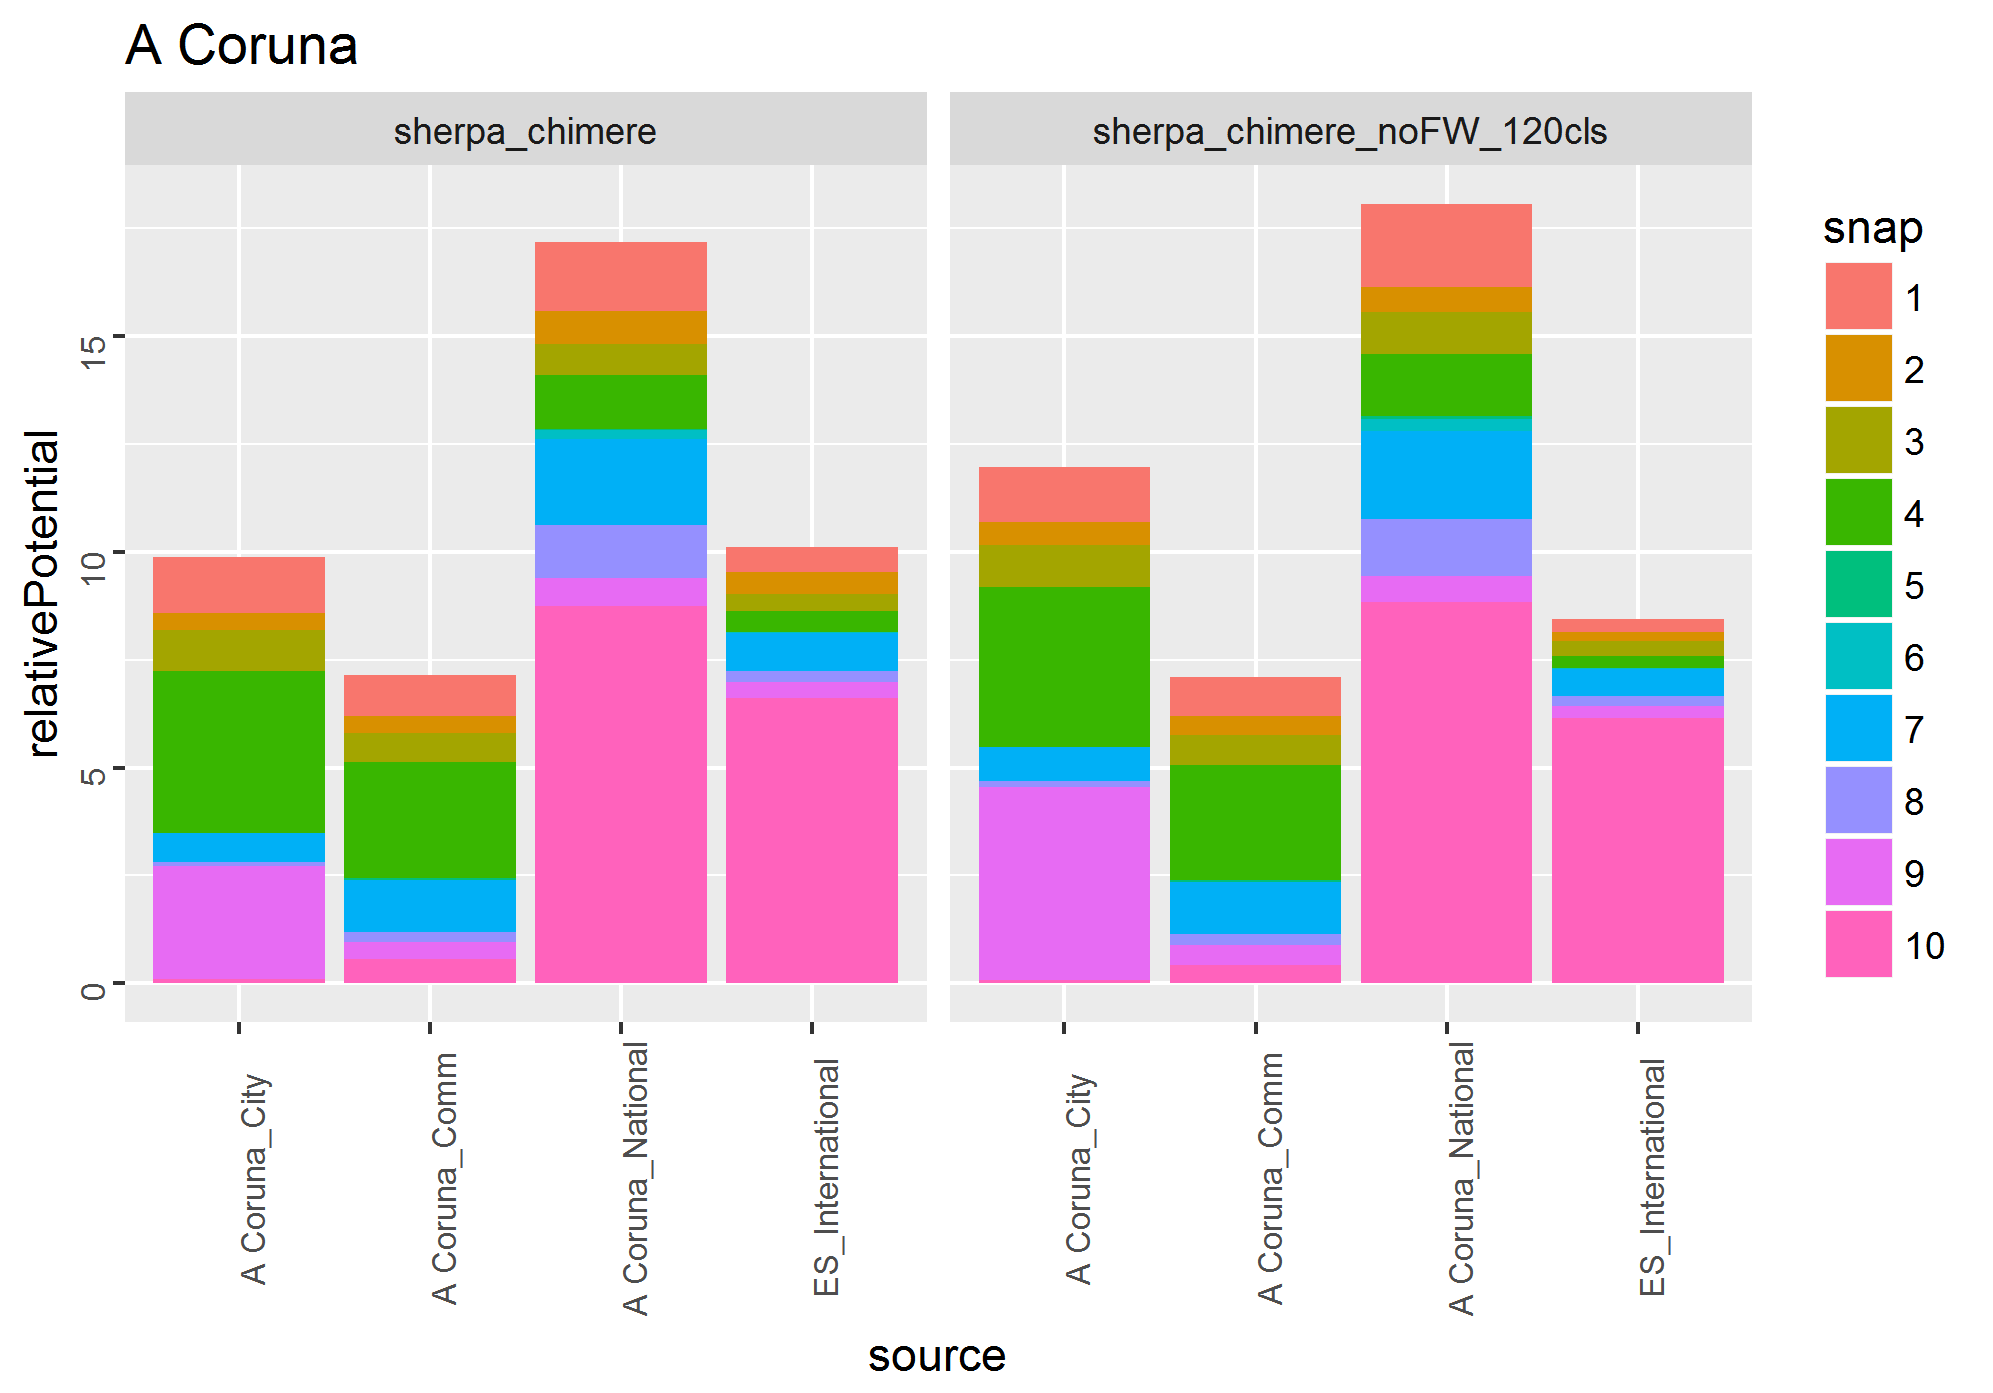 A Coruna
sherpa_chimere
sherpa_chimere_noFW_120cls
relativePotential
15
10
5
0
A Coruna_City
A Coruna_Comm
A Coruna_National
ES_International
A Coruna_City
A Coruna_Comm
A Coruna_National
ES_International
source
snap
1
2
3
4
5
6
7
8
9
10